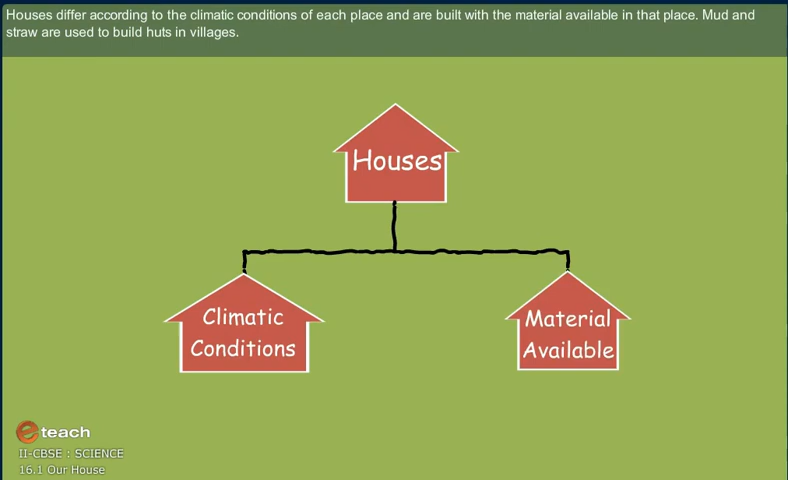 Houses differ according to the climatic conditions of each place and are built with the material available in that place. Mud and
straw are used to build huts in villages.
Houses
Climatic
Conditions
Material
Available
eteach
II-CBSE : SCIENCE
16.1 Our House